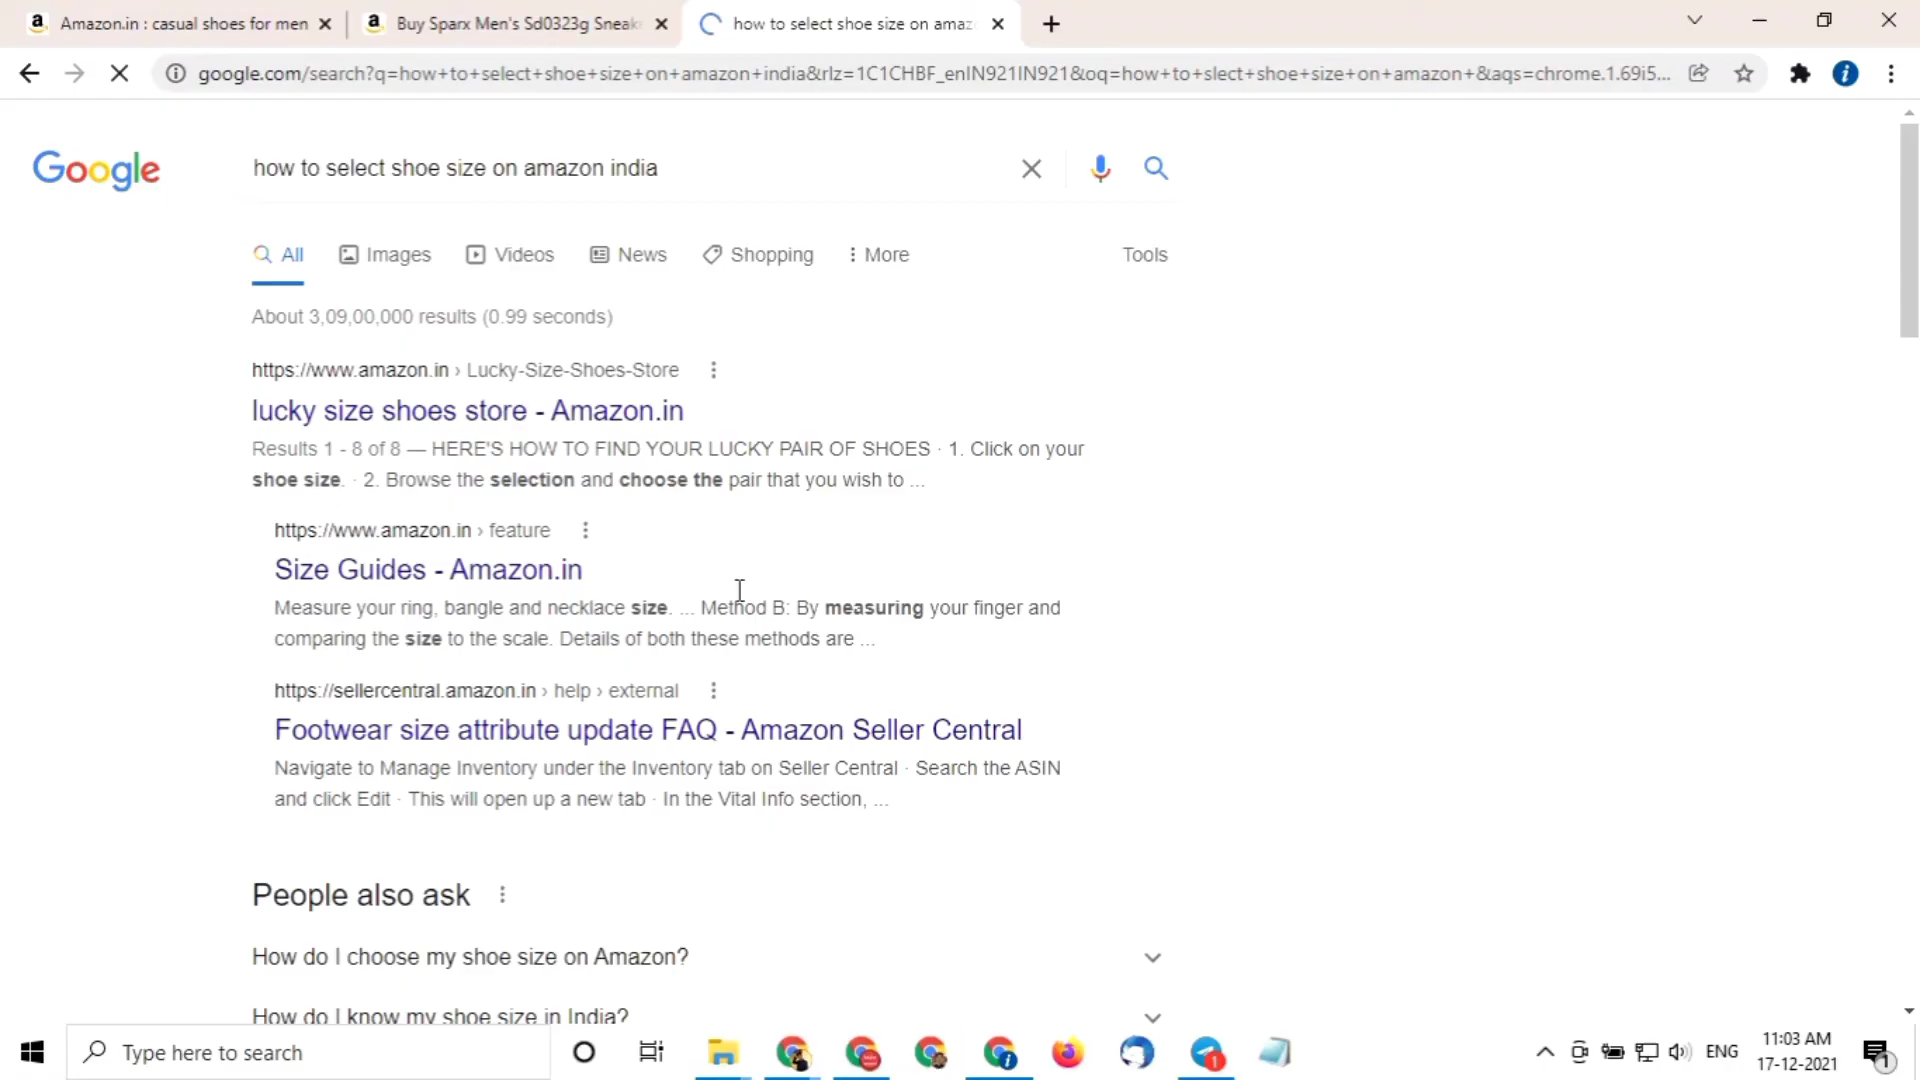 Amazon.in : casual shoes for men
Buy Sparx Men's Sd0323g Sneak
how to select shoe size on amaz
google.com/search?q=how+to+select+shoe+size+on+amazon+india&rlz=1C1CHBF_enIN921IN921&oq=how+to+slect+shoe+size+on+amazon+&aqs=chrome.1.69i5...
Google
how to select shoe size on amazon india
All Images Videos News Shopping More Tools
About 3,09,00,000 results (0.99 seconds)
https://www.amazon.in › Lucky-Size-Shoes-Store
lucky size shoes store - Amazon.in
Results 1 - 8 of 8 — HERE'S HOW TO FIND YOUR LUCKY PAIR OF SHOES · 1. Click on your
shoe size. · 2. Browse the selection and choose the pair that you wish to ...
https://www.amazon.in › feature
Size Guides - Amazon.in
Measure your ring, bangle and necklace size. ... Method B: By measuring your finger and
comparing the size to the scale. Details of both these methods are ...
https://sellercentral.amazon.in › help › external
Footwear size attribute update FAQ - Amazon Seller Central
Navigate to Manage Inventory under the Inventory tab on Seller Central · Search the ASIN
and click Edit · This will open up a new tab · In the Vital Info section, ...
People also ask
How do I choose my shoe size on Amazon?
How do I know my shoe size in India?
Type here to search
ENG
11:03 AM
17-12-2021
1